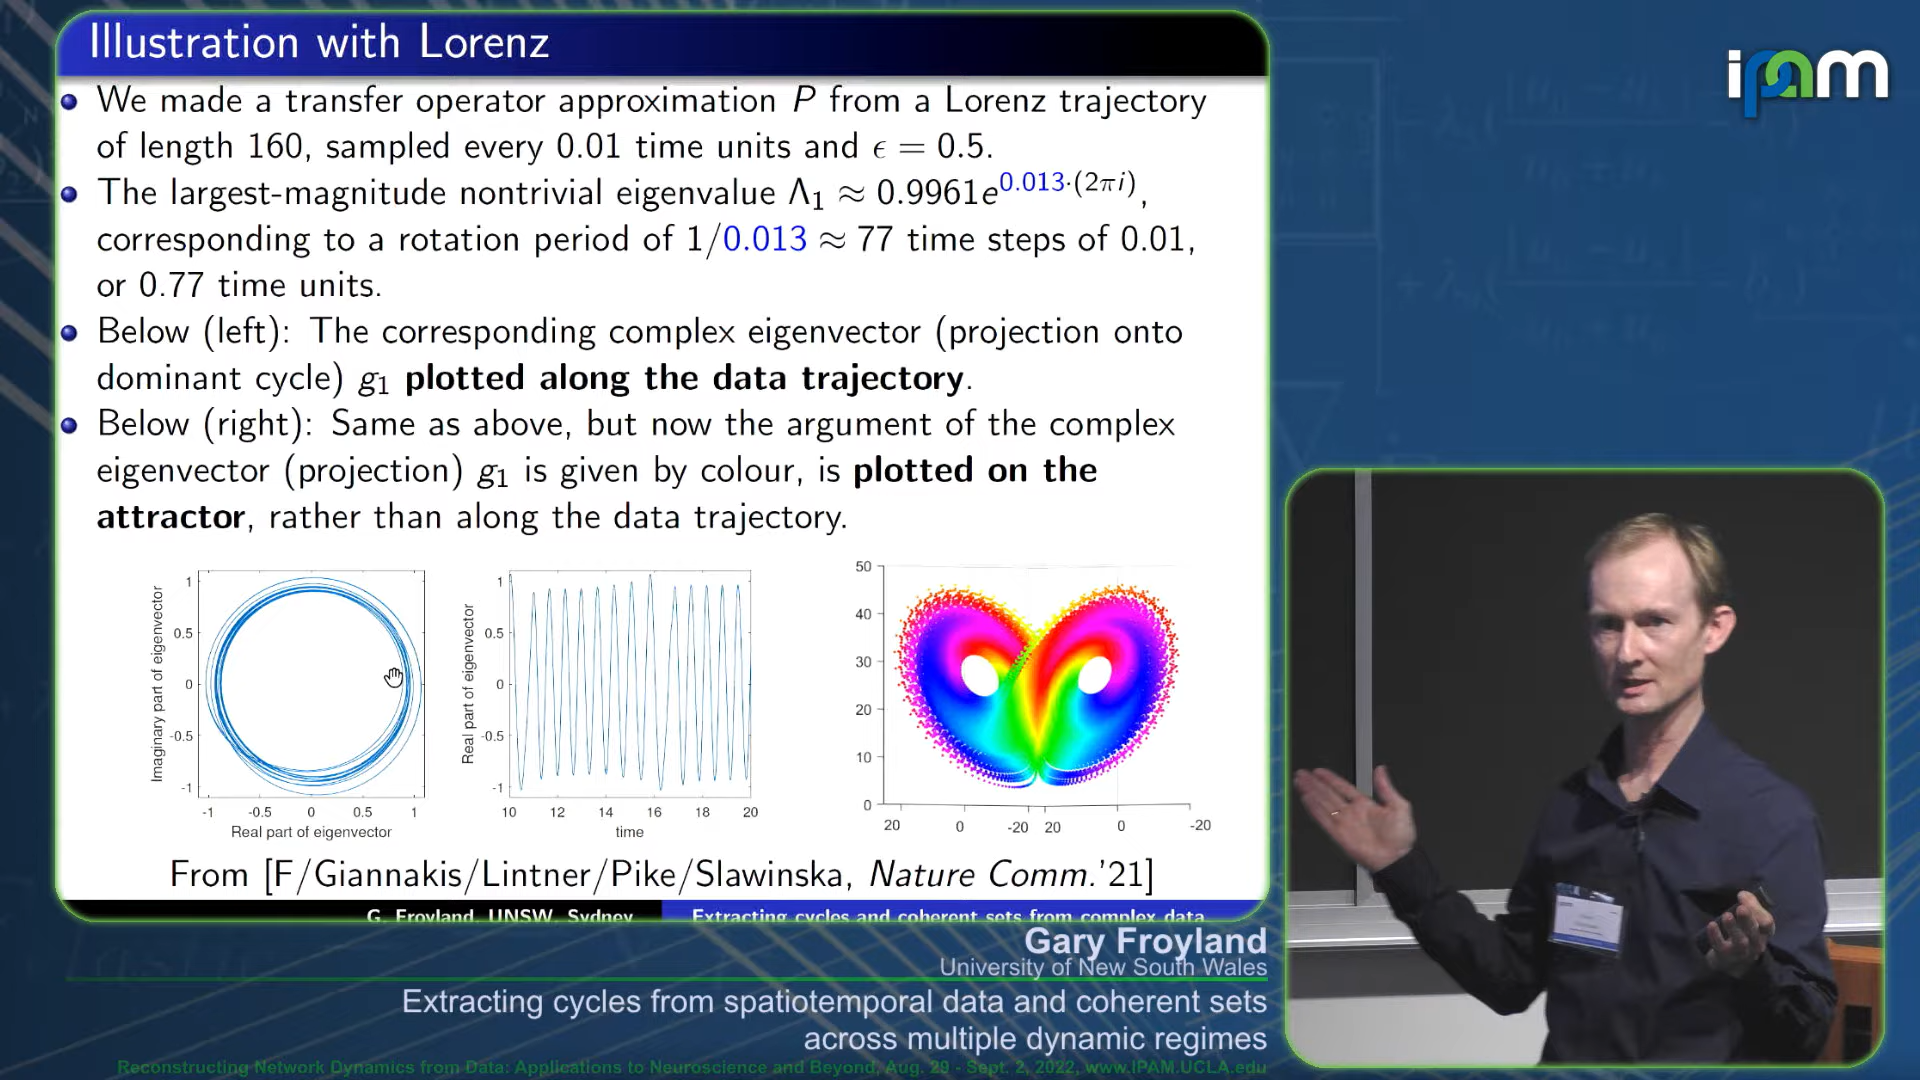 Illustration with Lorenz
ipam
We made a transfer operator approximation P from a Lorenz trajectory
of length 160, sampled every 0.01 time units and ϵ = 0.5.
The largest-magnitude nontrivial eigenvalue Λ₁ ≈ 0.9961e^{0.013·(2πi)},
corresponding to a rotation period of 1/0.013 ≈ 77 time steps of 0.01,
or 0.77 time units.
Below (left): The corresponding complex eigenvector (projection onto
dominant cycle) g₁ plotted along the data trajectory.
Below (right): Same as above, but now the argument of the complex
eigenvector (projection) g₁ is given by colour, is plotted on the
attractor, rather than along the data trajectory.
Imaginary part of eigenvector
1
0.5
0
-0.5
-1
-1 -0.5 0 0.5 1
Real part of eigenvector
Real part of eigenvector
1
0.5
0
-0.5
-1
10 12 14 16 18 20
time
50
40
30
20
10
0
20 0 -20 20 0 -20
From [F/Giannakis/Lintner/Pike/Slawinska, Nature Comm.'21]
G. Froyland, UNSW, Sydney Extracting cycles and coherent sets from complex data
Gary Froyland
University of New South Wales
Extracting cycles from spatiotemporal data and coherent sets
across multiple dynamic regimes
Reconstructing Network Dynamics from Data: Applications to Neuroscience and Beyond, Aug. 29 - Sept. 2, 2022, www.IPAM.UCLA.edu